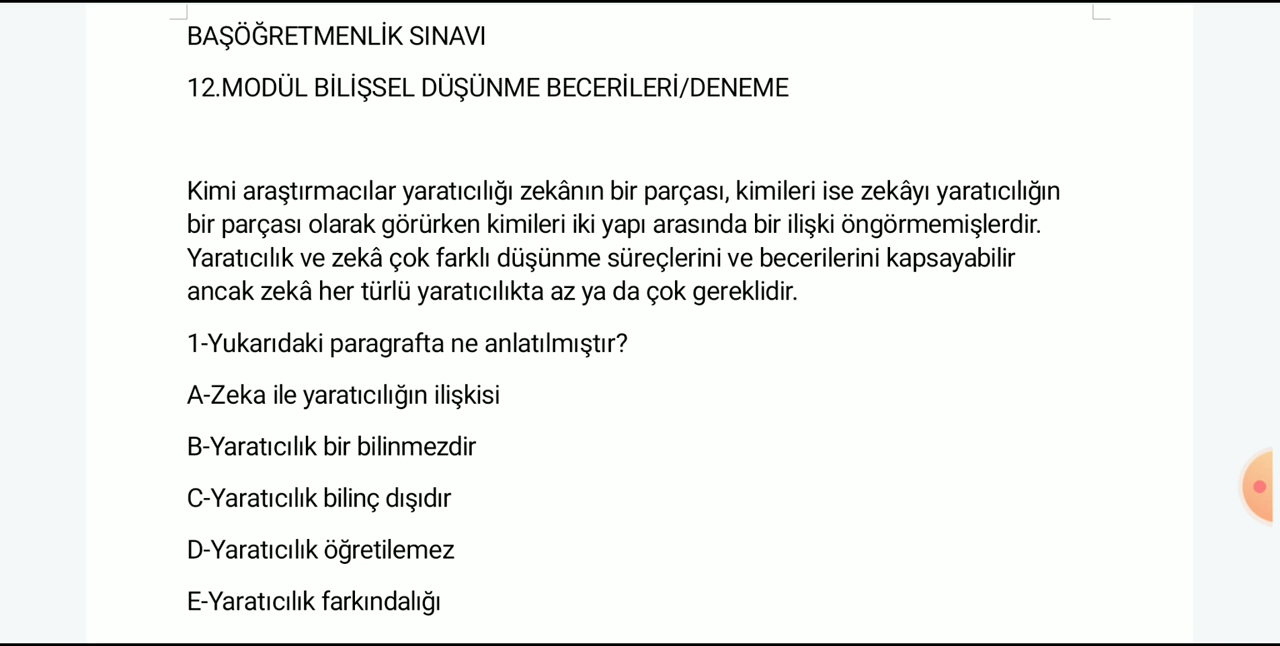 BAŞÖĞRETMENLİK SINAVI
12.MODÜL BİLİŞSEL DÜŞÜNME BECERİLERİ/DENEME
Kimi araştırmacılar yaratıcılığı zekânın bir parçası, kimileri ise zekâyı yaratıcılığın
bir parçası olarak görürken kimileri iki yapı arasında bir ilişki öngörmemişlerdir.
Yaratıcılık ve zekâ çok farklı düşünme süreçlerini ve becerilerini kapsayabilir
ancak zekâ her türlü yaratıcılıkta az ya da çok gereklidir.
1-Yukarıdaki paragrafta ne anlatılmıştır?
A-Zeka ile yaratıcılığın ilişkisi
B-Yaratıcılık bir bilinmezdir
C-Yaratıcılık bilinç dışıdır
D-Yaratıcılık öğretilemez
E-Yaratıcılık farkındalığı